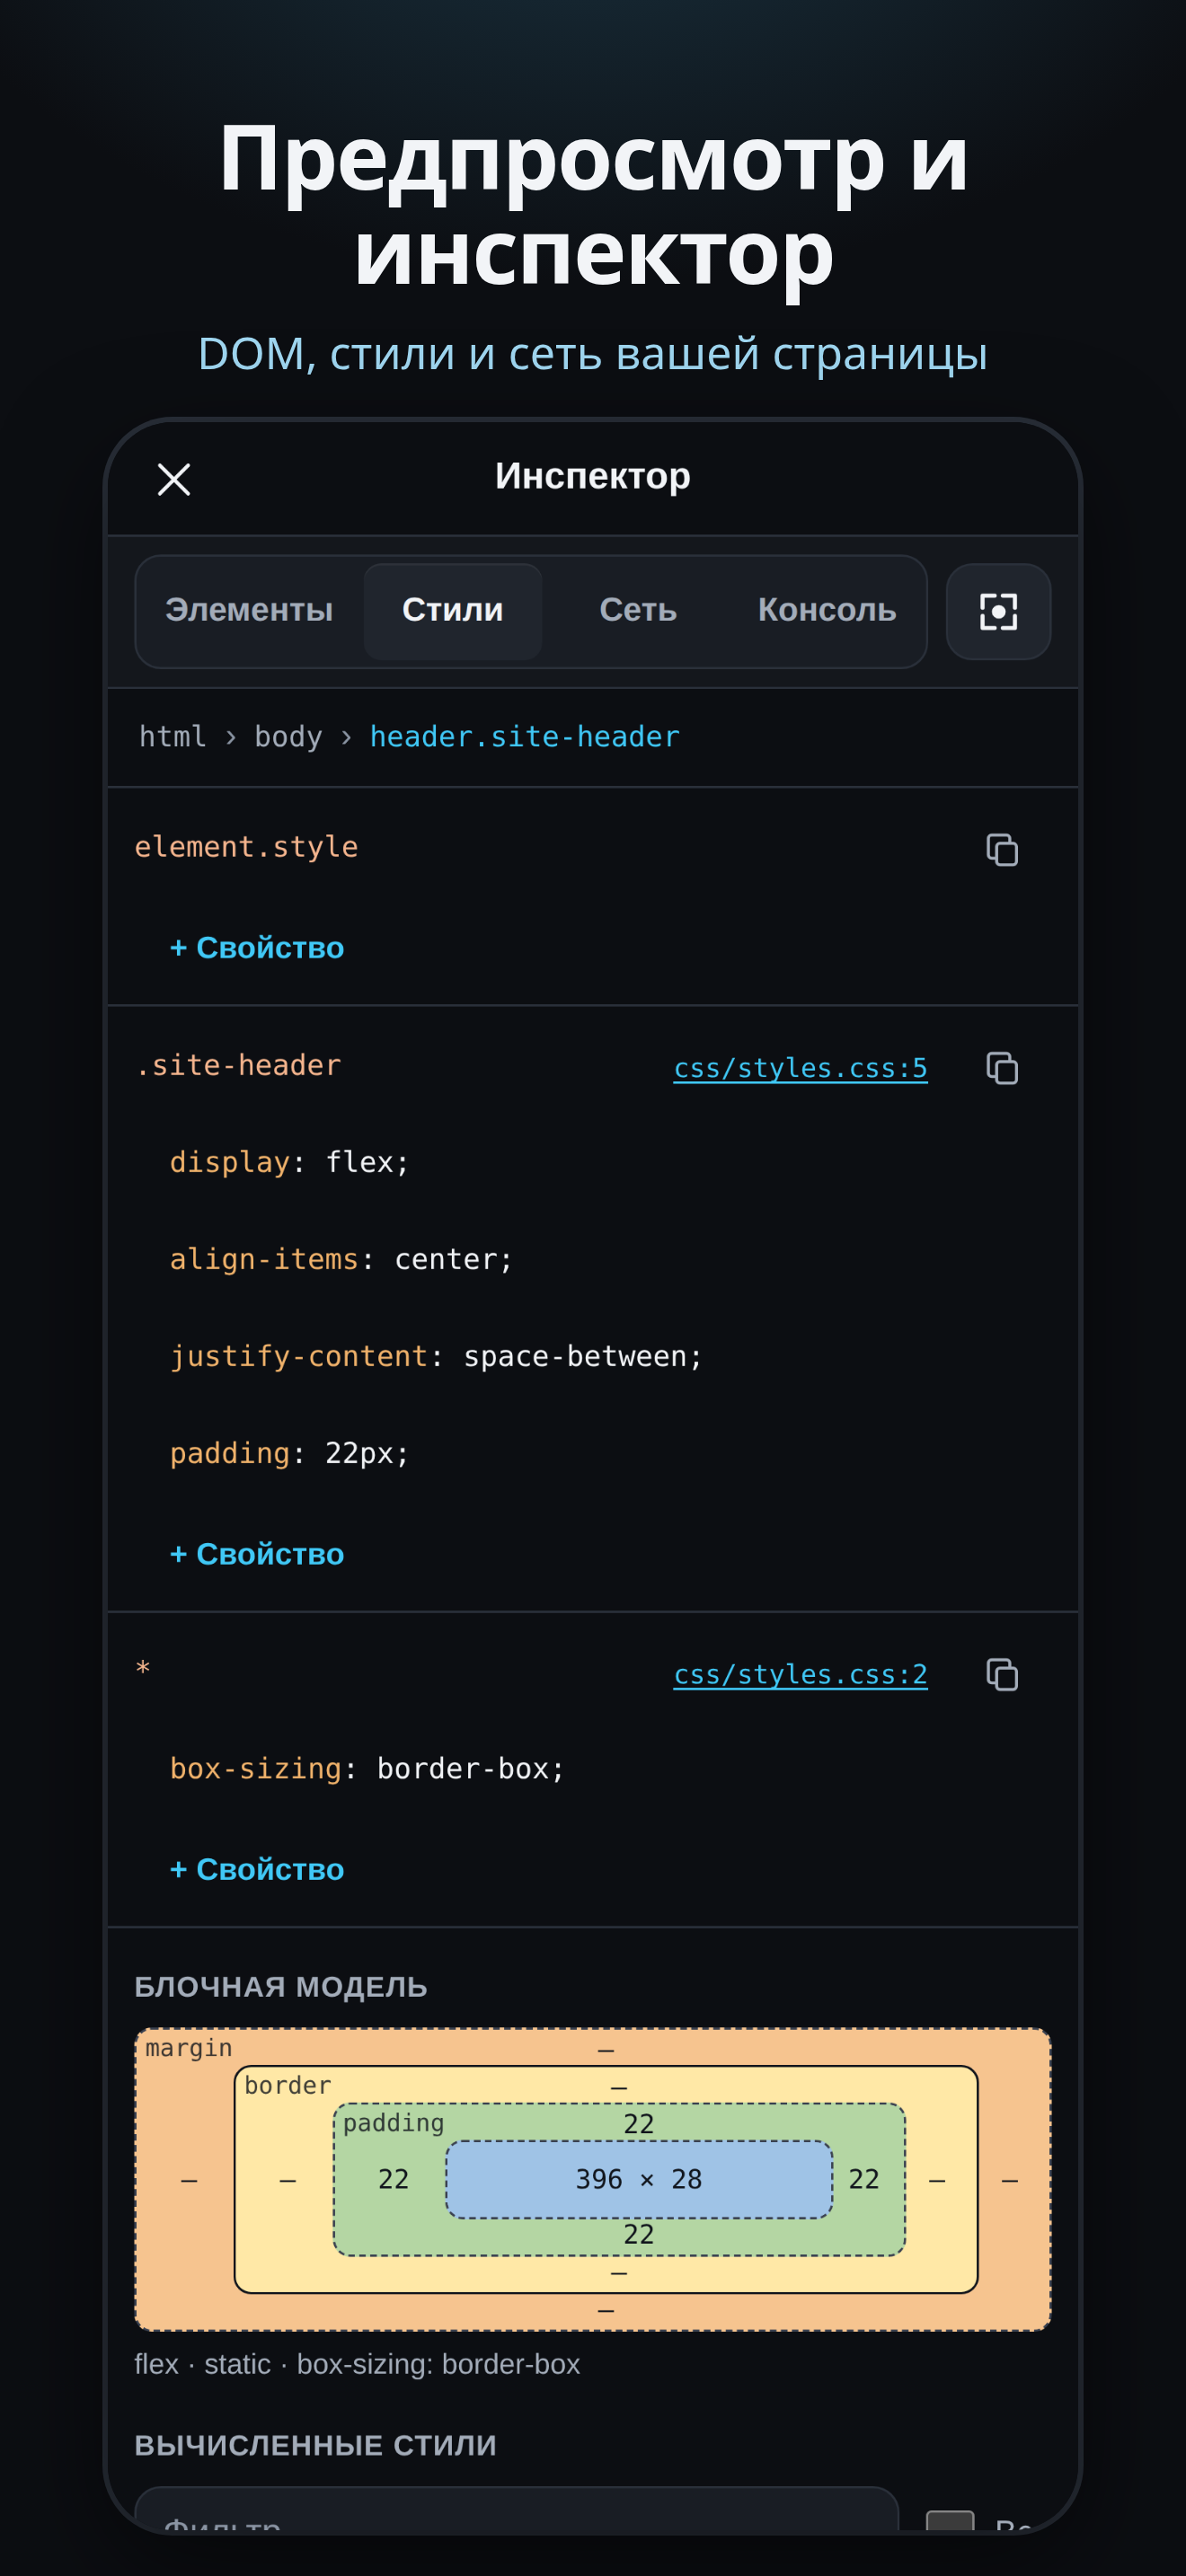 Предпросмотр и
инспектор
DOM, стили и сеть вашей страницы
Инспектор
Элементы Стили Сеть Консоль
html › body › header.site-header
element.style
+ Свойство
.site-header css/styles.css:5
display: flex;
align-items: center;
justify-content: space-between;
padding: 22px;
+ Свойство
* css/styles.css:2
box-sizing: border-box;
+ Свойство
БЛОЧНАЯ МОДЕЛЬ
margin –
border –
padding 22
– – 22 396 × 28 22 – –
22
–
–
flex · static · box-sizing: border-box
ВЫЧИСЛЕННЫЕ СТИЛИ
Фильтр